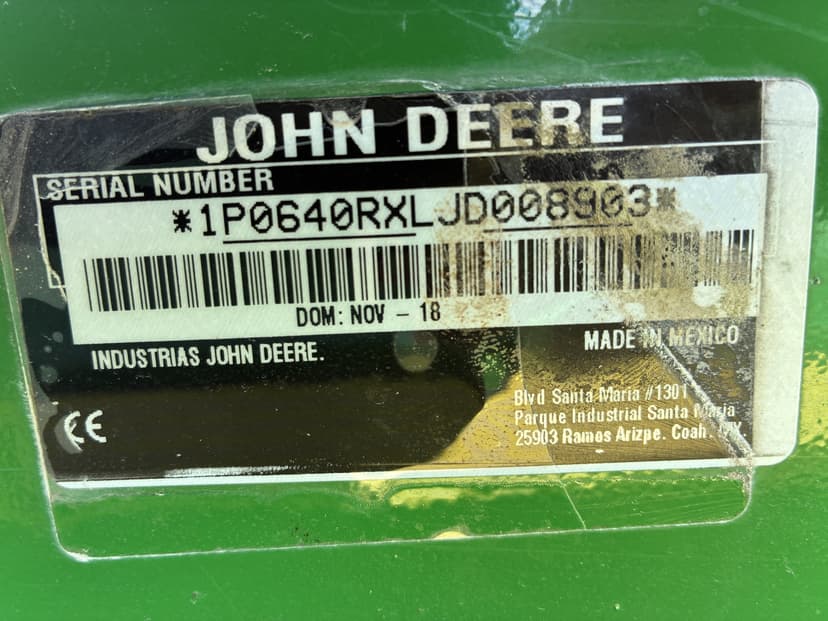 JOHN DEERE
SERIAL NUMBER
*1P0640RXLJD008903*
DOM: NOV - 18
INDUSTRIAS JOHN DEERE.
MADE IN MEXICO
CE
Blvd Santa Maria #1301
Parque Industrial Santa Maria
25903 Ramos Arizpe. Coah. MX